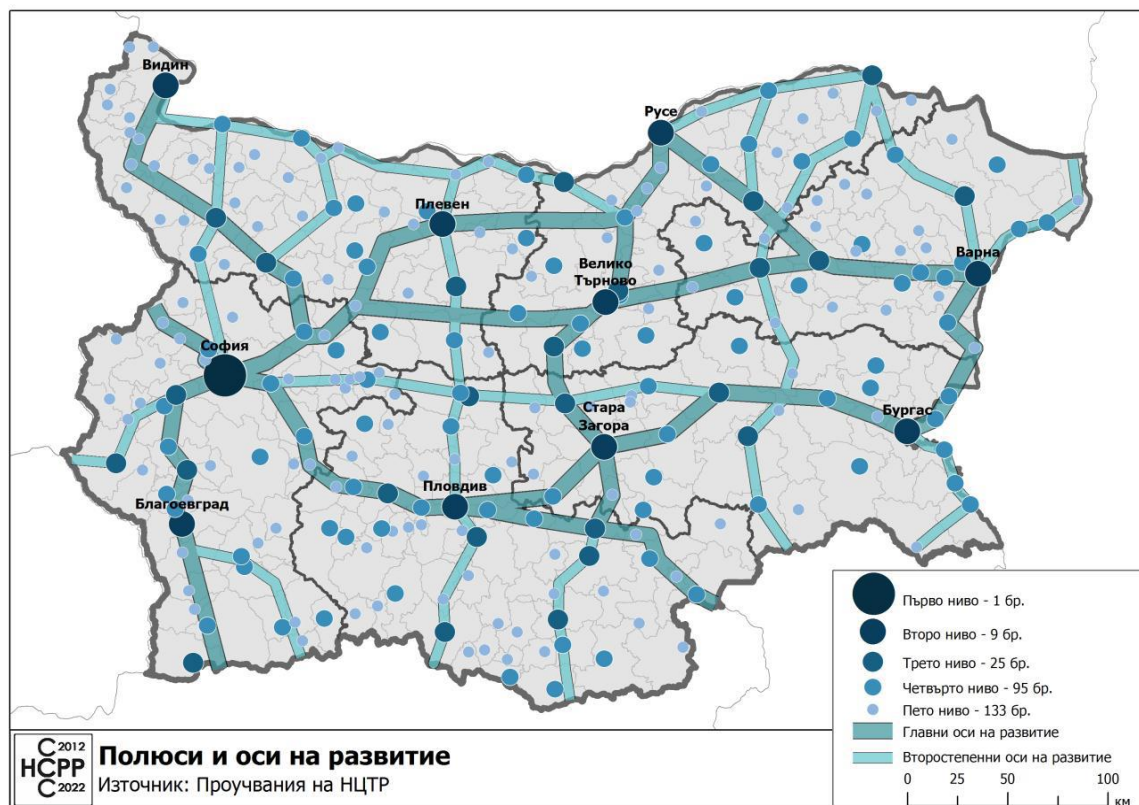 Видин
Русе
Плевен
Велико
Търново
Варна
София
Стара
Загора
Бургас
Пловдив
Благоевград
Първо ниво - 1 бр.
Второ ниво - 9 бр.
Трето ниво - 25 бр.
Четвърто ниво - 95 бр.
Пето ниво - 133 бр.
Главни оси на развитие
Второстепенни оси на развитие
0 25 50 100
км
С 2012
НСРР
С 2022
Полюси и оси на развитие
Източник: Проучвания на НЦТР